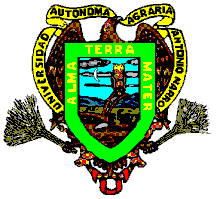 UNIVERSIDAD
AUTONOMA
AGRARIA
ANTONIO NARRO
ALMA
TERRA
MATER
U